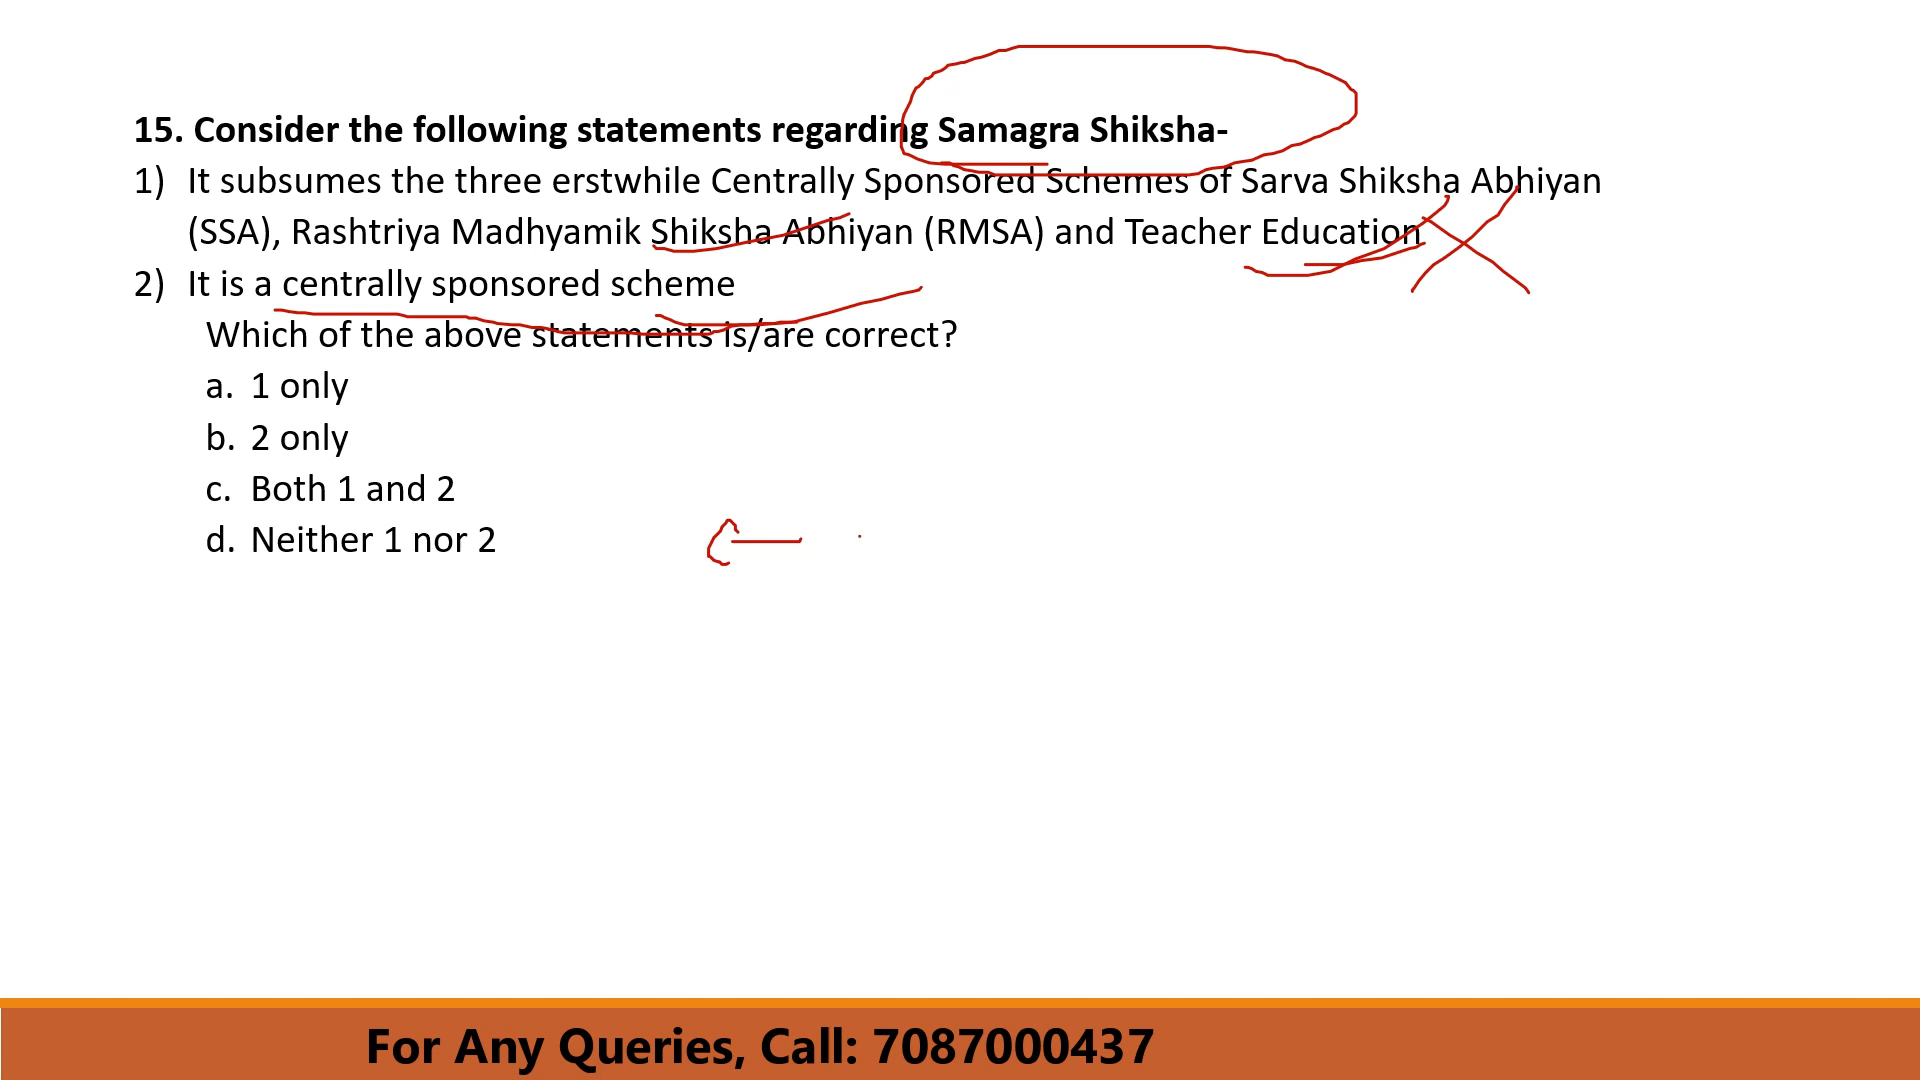 15. Consider the following statements regarding Samagra Shiksha-
1) It subsumes the three erstwhile Centrally Sponsored Schemes of Sarva Shiksha Abhiyan
(SSA), Rashtriya Madhyamik Shiksha Abhiyan (RMSA) and Teacher Education
2) It is a centrally sponsored scheme
Which of the above statements is/are correct?
a. 1 only
b. 2 only
c. Both 1 and 2
d. Neither 1 nor 2
For Any Queries, Call: 7087000437